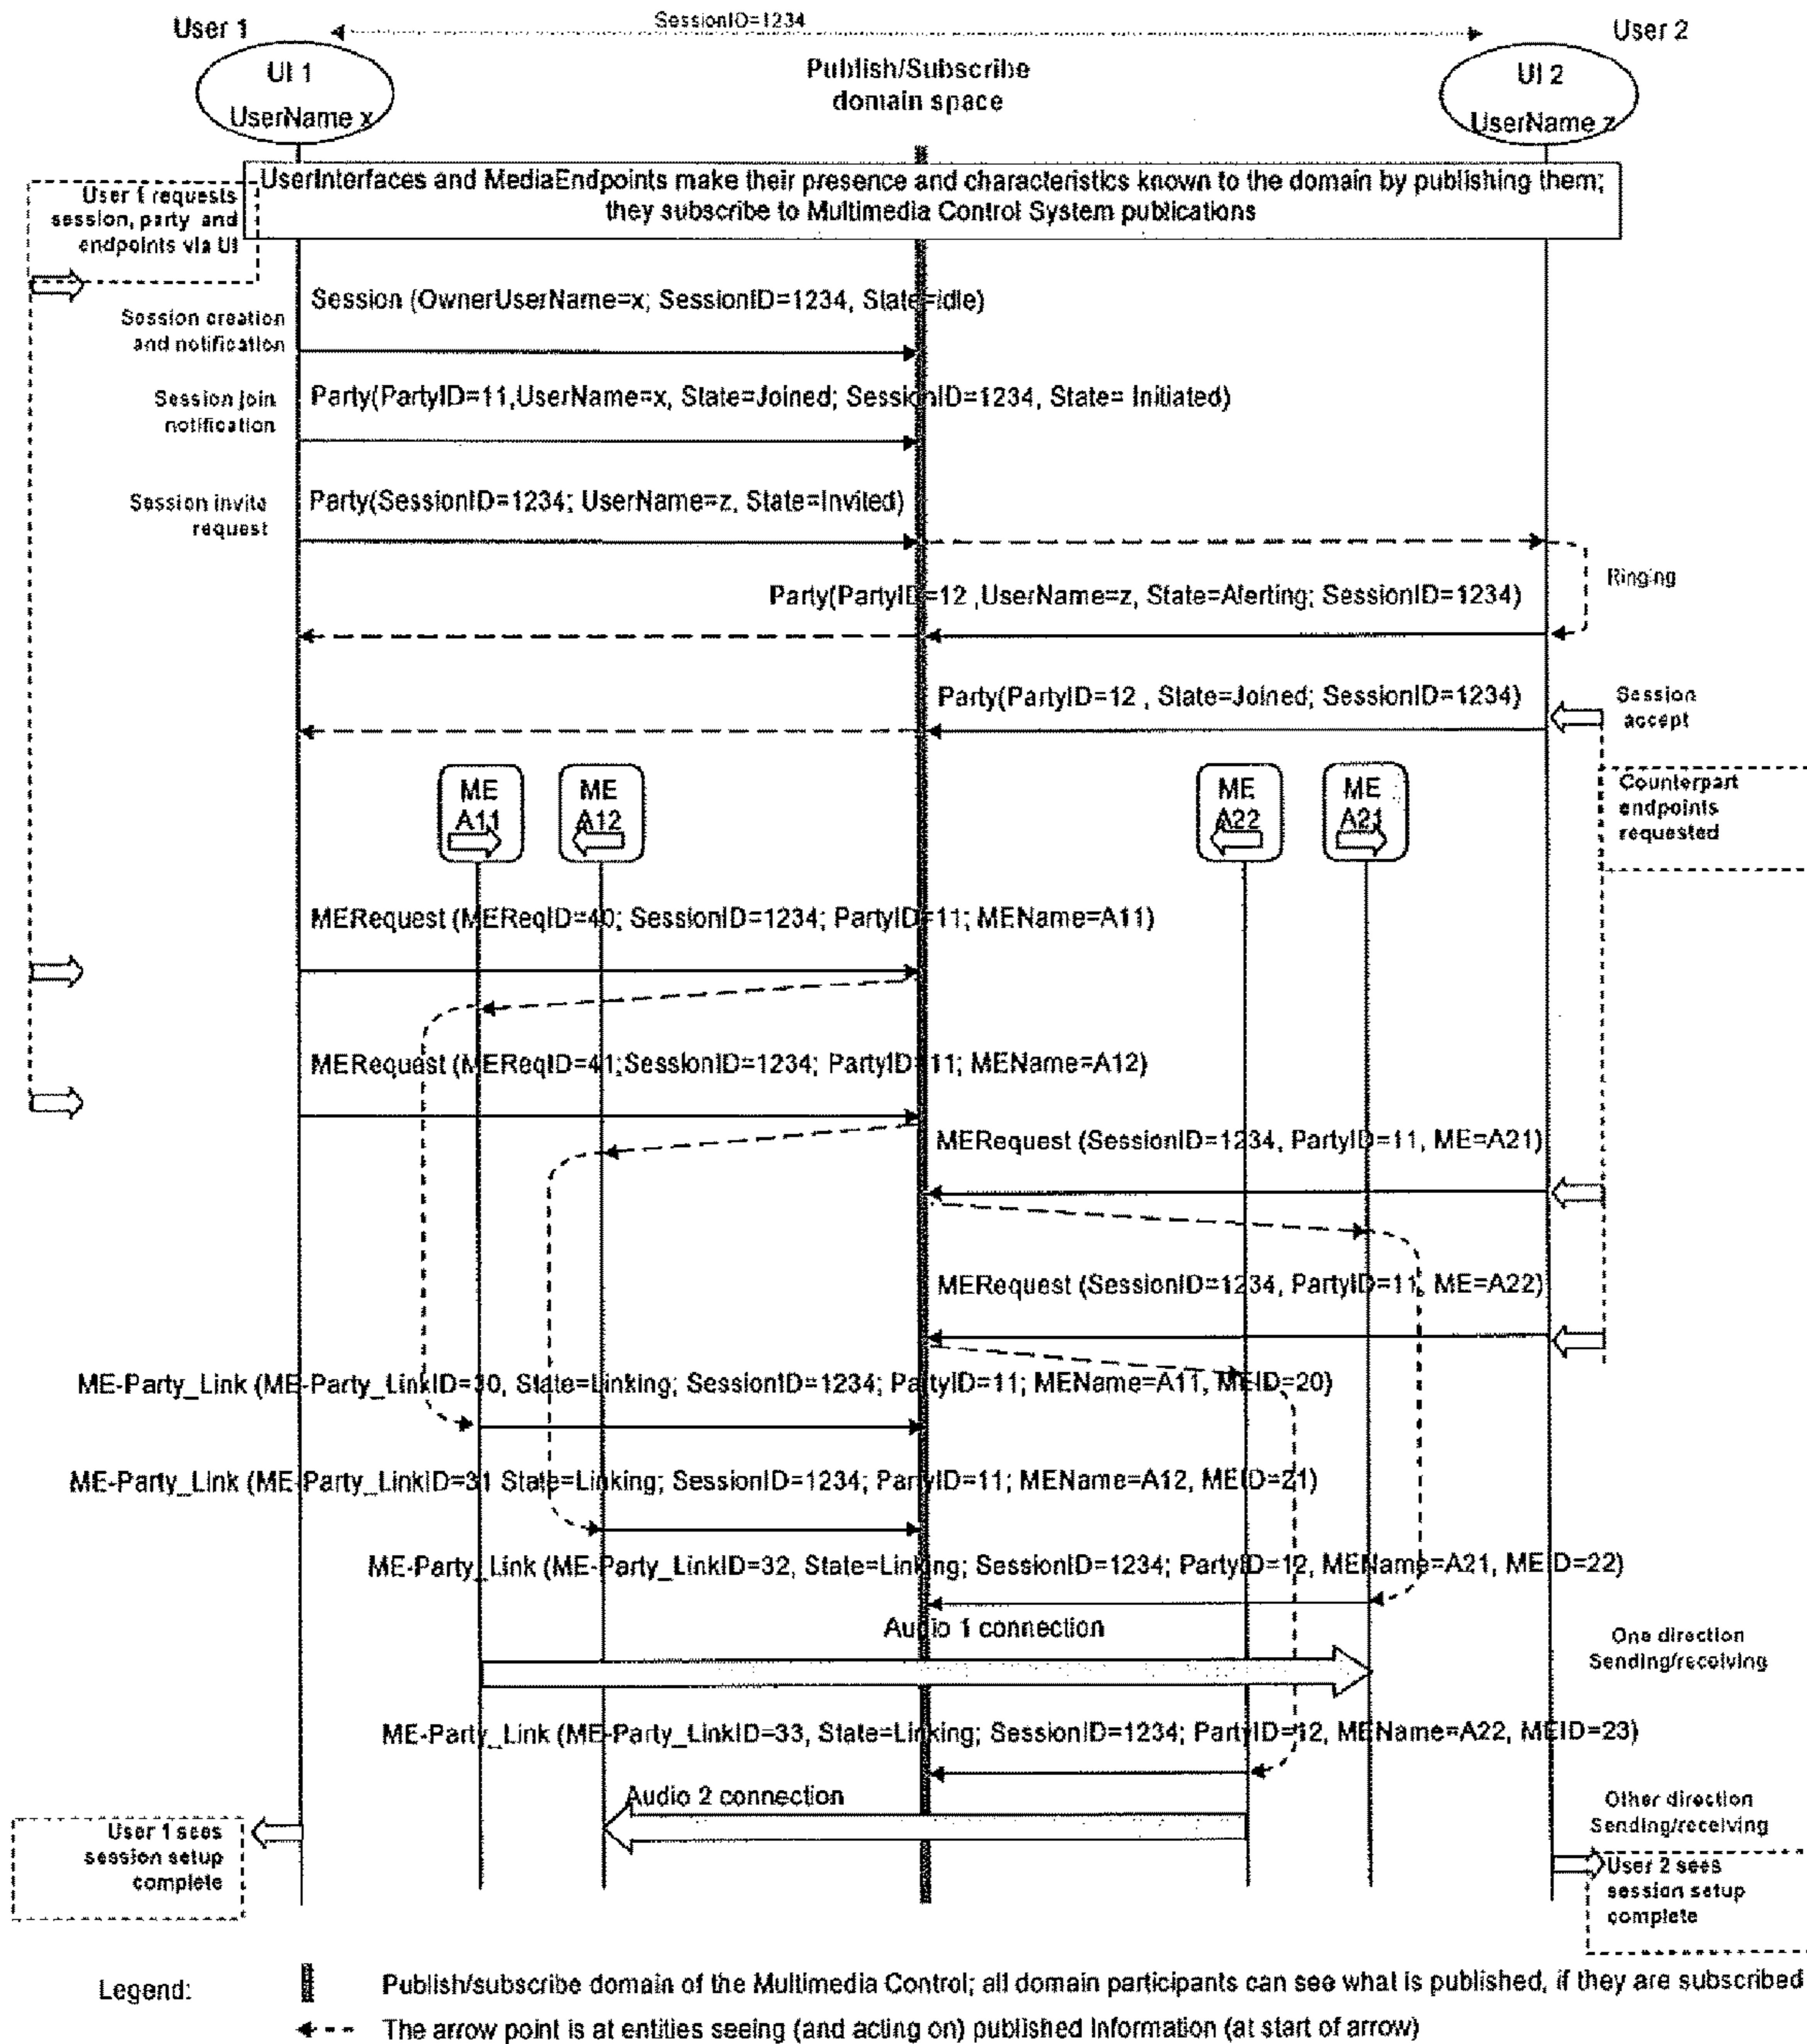 SessionID=1234
User 1
User 2
UI 1
UserName x
Publish/Subscribe
domain space
UI 2
UserName z
UserInterfaces and MediaEndpoints make their presence and characteristics known to the domain by publishing them;
they subscribe to Multimedia Control System publications
User 1 requests
session, party and
endpoints via UI
Session creation
and notification
Session (OwnerUserName=x; SessionID=1234, State=idle)
Session join
notification
Party(PartyID=11,UserName=x, State=Joined; SessionID=1234, State= Initiated)
Session invite
request
Party(SessionID=1234; UserName=z, State=Invited)
Ringing
Party(PartyID=12 ,UserName=z, State=Alerting; SessionID=1234)
Party(PartyID=12 , State=Joined; SessionID=1234)
Session
accept
ME
A11
ME
A12
ME
A22
ME
A21
Counterpart
endpoints
requested
MERequest (MEReqID=40; SessionID=1234; PartyID=11; MEName=A11)
MERequest (MEReqID=41;SessionID=1234; PartyID=11; MEName=A12)
MERequest (SessionID=1234, PartyID=11, ME=A21)
MERequest (SessionID=1234, PartyID=11, ME=A22)
ME-Party_Link (ME-Party_LinkID=30, State=Linking; SessionID=1234; PartyID=11; MEName=A11, MEID=20)
ME-Party_Link (ME-Party_LinkID=31 State=Linking; SessionID=1234; PartyID=11; MEName=A12, MEID=21)
ME-Party_Link (ME-Party_LinkID=32, State=Linking; SessionID=1234; PartyID=12, MEName=A21, MEID=22)
Audio 1 connection
One direction
Sending/receiving
ME-Party_Link (ME-Party_LinkID=33, State=Linking; SessionID=1234; PartyID=12, MEName=A22, MEID=23)
Audio 2 connection
Other direction
Sending/receiving
User 1 sees
session setup
complete
User 2 sees
session setup
complete
Legend:
Publish/subscribe domain of the Multimedia Control; all domain participants can see what is published, if they are subscribed
The arrow point is at entities seeing (and acting on) published Information (at start of arrow)